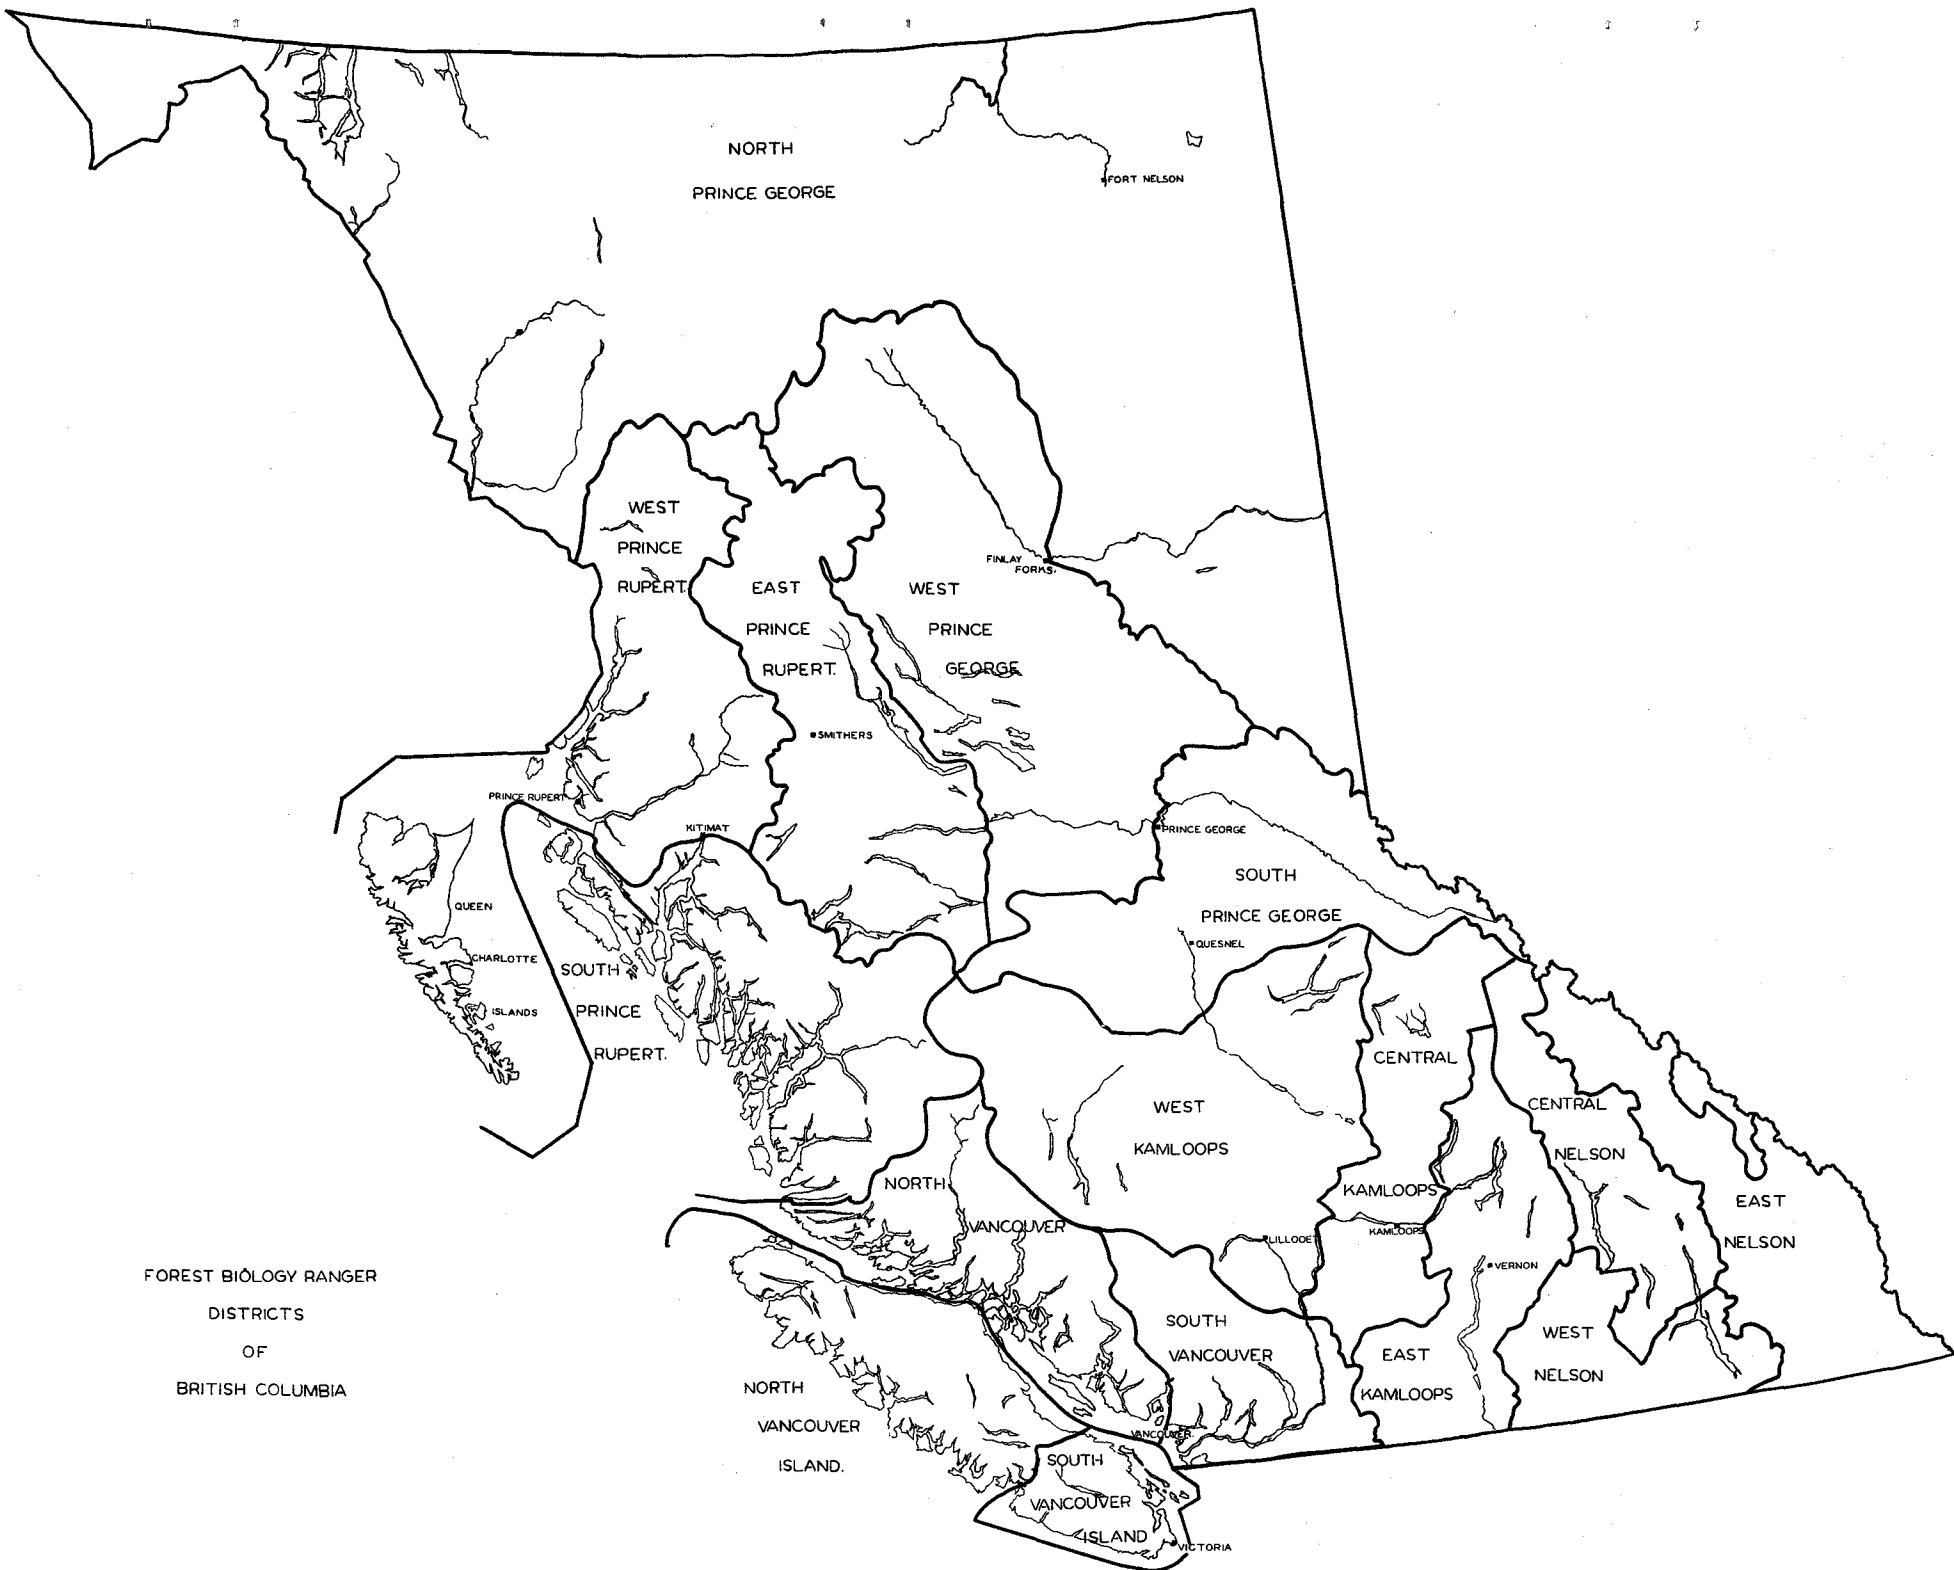 NORTH
PRINCE GEORGE
FORT NELSON
WEST
PRINCE
RUPERT.
FINLAY
FORKS.
EAST
PRINCE
RUPERT.
WEST
PRINCE
GEORGE
SMITHERS
PRINCE RUPERT
KITIMAT
PRINCE GEORGE
SOUTH
PRINCE GEORGE
QUESNEL
QUEEN
CHARLOTTE
ISLANDS
SOUTH
PRINCE
RUPERT.
CENTRAL
KAMLOOPS
WEST
KAMLOOPS
CENTRAL
NELSON
EAST
NELSON
NORTH
VANCOUVER
LILLOOET
KAMLOOPS
VERNON
SOUTH
VANCOUVER
EAST
KAMLOOPS
WEST
NELSON
FOREST BIOLOGY RANGER
DISTRICTS
OF
BRITISH COLUMBIA
NORTH
VANCOUVER
ISLAND.
VANCOUVER.
SOUTH
VANCOUVER
ISLAND
VICTORIA